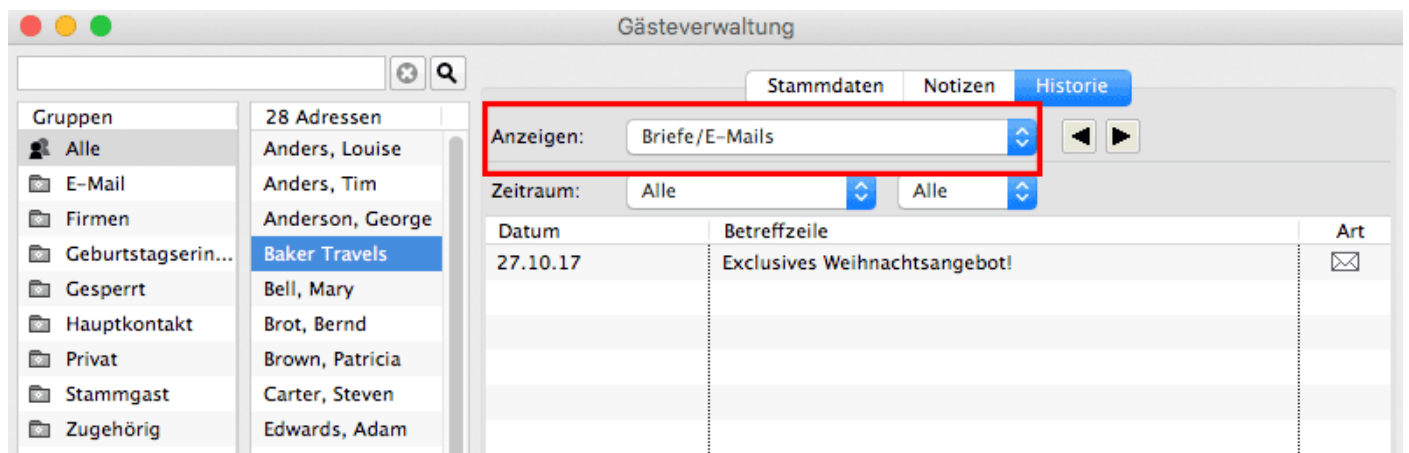 Gästeverwaltung
Stammdaten Notizen Historie
Gruppen
Alle
E-Mail
Firmen
Geburtstagserin...
Gesperrt
Hauptkontakt
Privat
Stammgast
Zugehörig
28 Adressen
Anders, Louise
Anders, Tim
Anderson, George
Baker Travels
Bell, Mary
Brot, Bernd
Brown, Patricia
Carter, Steven
Edwards, Adam
Anzeigen: Briefe/E-Mails
Zeitraum: Alle Alle
Datum Betreffzeile Art
27.10.17 Exclusives Weihnachtsangebot!